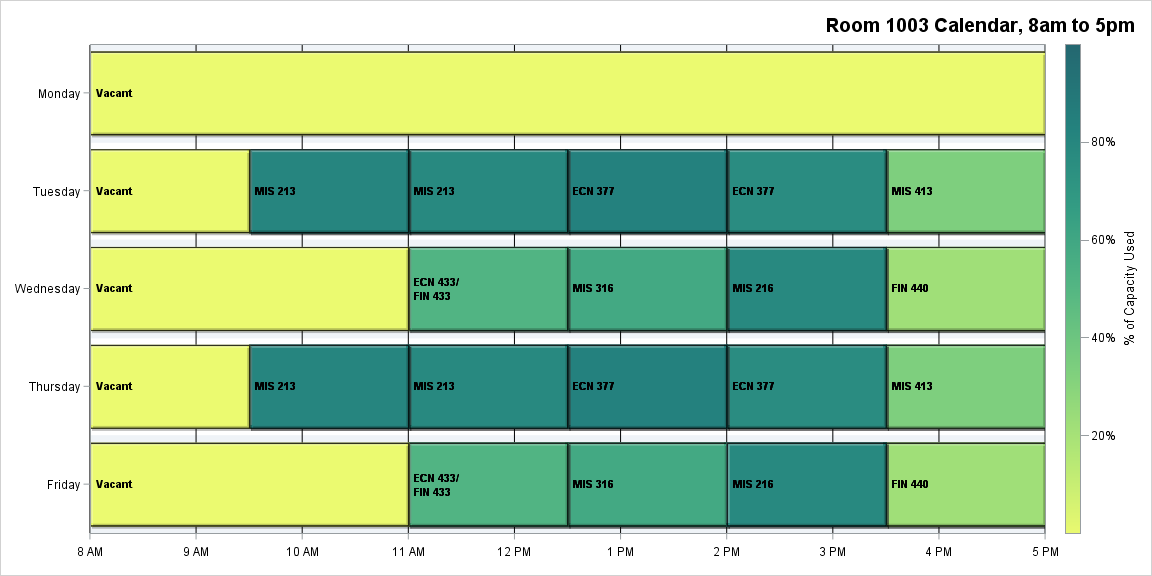 Room 1003 Calendar, 8am to 5pm
Monday
Vacant
Tuesday
Vacant
MIS 213
MIS 213
ECN 377
ECN 377
MIS 413
Wednesday
Vacant
ECN 433/
FIN 433
MIS 316
MIS 216
FIN 440
Thursday
Vacant
MIS 213
MIS 213
ECN 377
ECN 377
MIS 413
Friday
Vacant
ECN 433/
FIN 433
MIS 316
MIS 216
FIN 440
8 AM
9 AM
10 AM
11 AM
12 PM
1 PM
2 PM
3 PM
4 PM
5 PM
80%
60%
40%
20%
% of Capacity Used